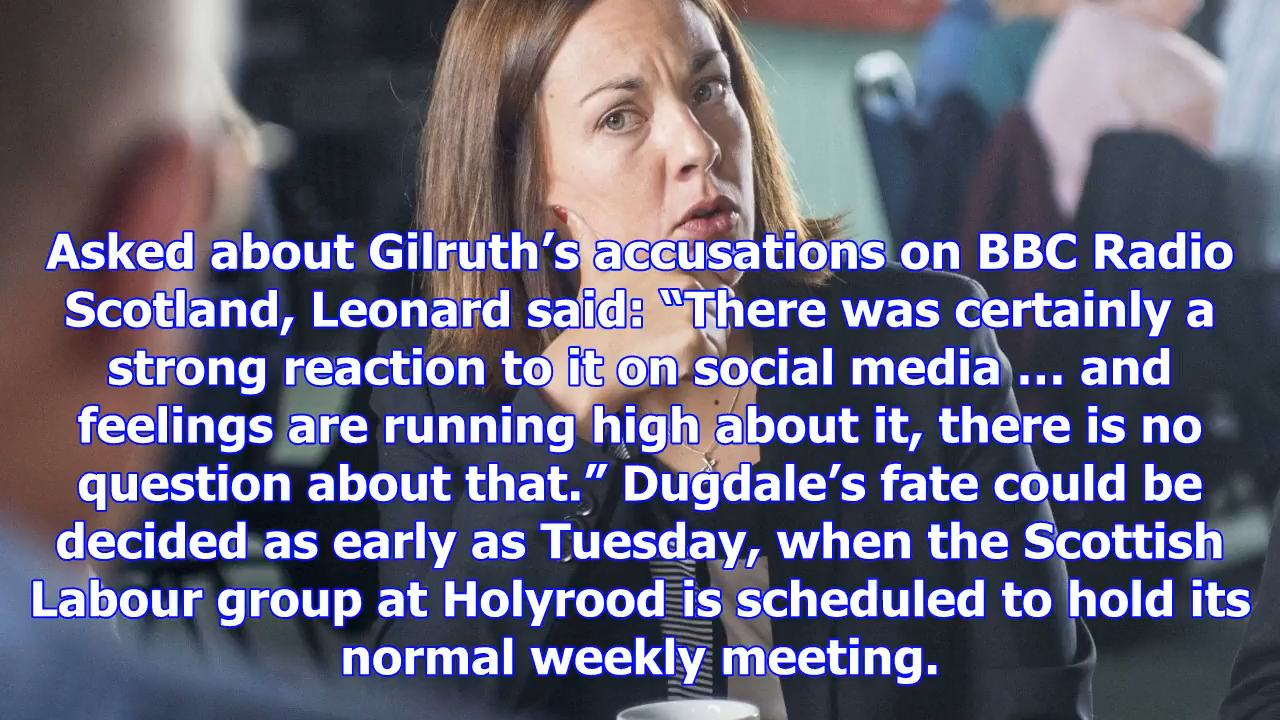 Asked about Gilruth’s accusations on BBC Radio
Scotland, Leonard said: “There was certainly a
strong reaction to it on social media … and
feelings are running high about it, there is no
question about that.” Dugdale’s fate could be
decided as early as Tuesday, when the Scottish
Labour group at Holyrood is scheduled to hold its
normal weekly meeting.